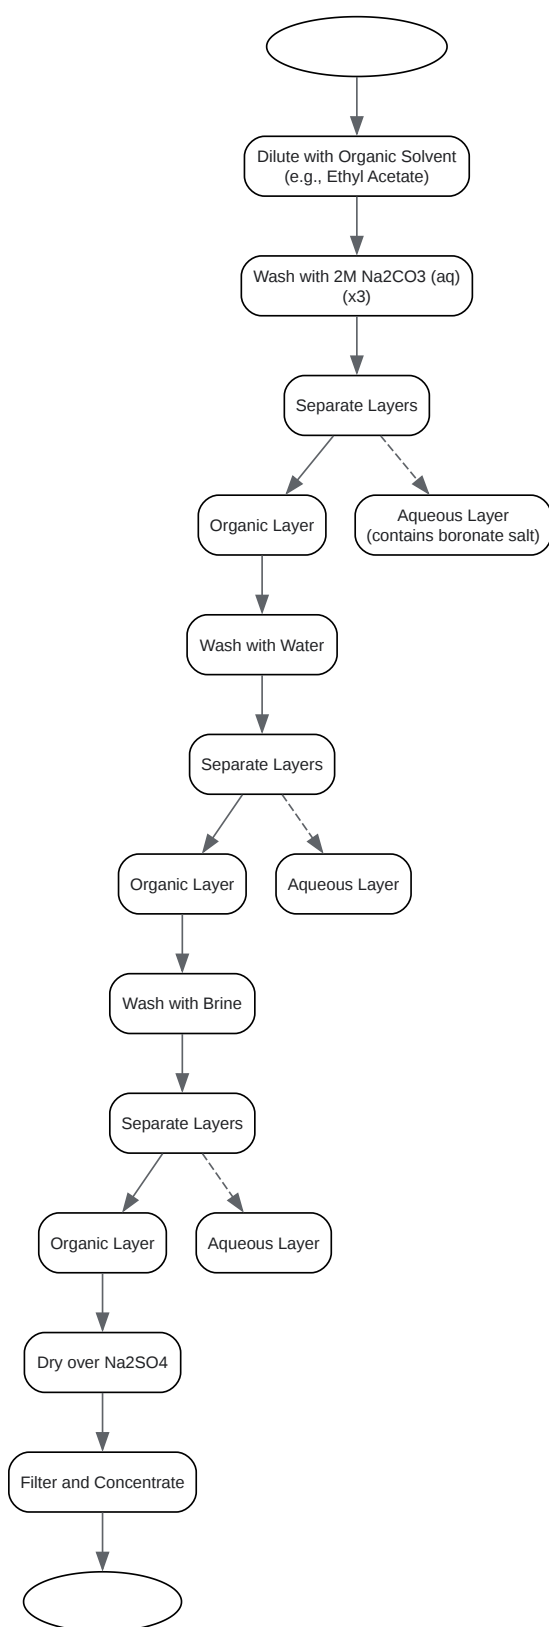 Dilute with Organic Solvent
(e.g., Ethyl Acetate)
Wash with 2M Na2CO3 (aq)
(x3)
Separate Layers
Organic Layer
Aqueous Layer
(contains boronate salt)
Wash with Water
Separate Layers
Organic Layer
Aqueous Layer
Wash with Brine
Separate Layers
Organic Layer
Aqueous Layer
Dry over Na2SO4
Filter and Concentrate